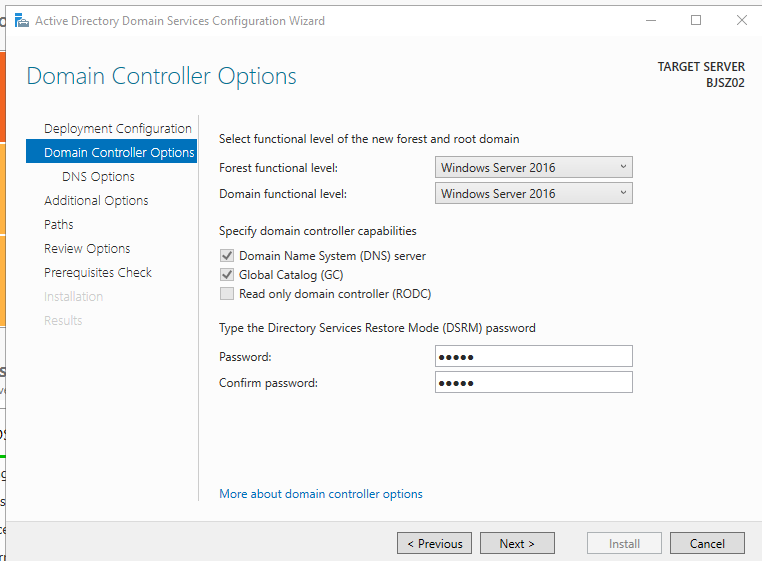 Active Directory Domain Services Configuration Wizard
Domain Controller Options
TARGET SERVER
BJSZ02
Deployment Configuration
Domain Controller Options
DNS Options
Additional Options
Paths
Review Options
Prerequisites Check
Installation
Results
Select functional level of the new forest and root domain
Forest functional level: Windows Server 2016
Domain functional level: Windows Server 2016
Specify domain controller capabilities
Domain Name System (DNS) server
Global Catalog (GC)
Read only domain controller (RODC)
Type the Directory Services Restore Mode (DSRM) password
Password: •••••
Confirm password: •••••
More about domain controller options
< Previous Next > Install Cancel